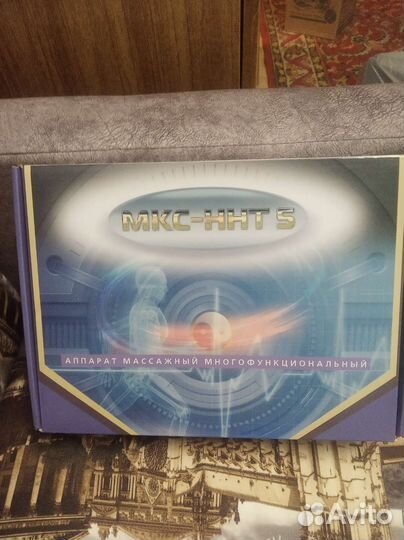 МКС-ННТ 5
АППАРАТ МАССАЖНЫЙ МНОГОФУНКЦИОНАЛЬНЫЙ
Avito